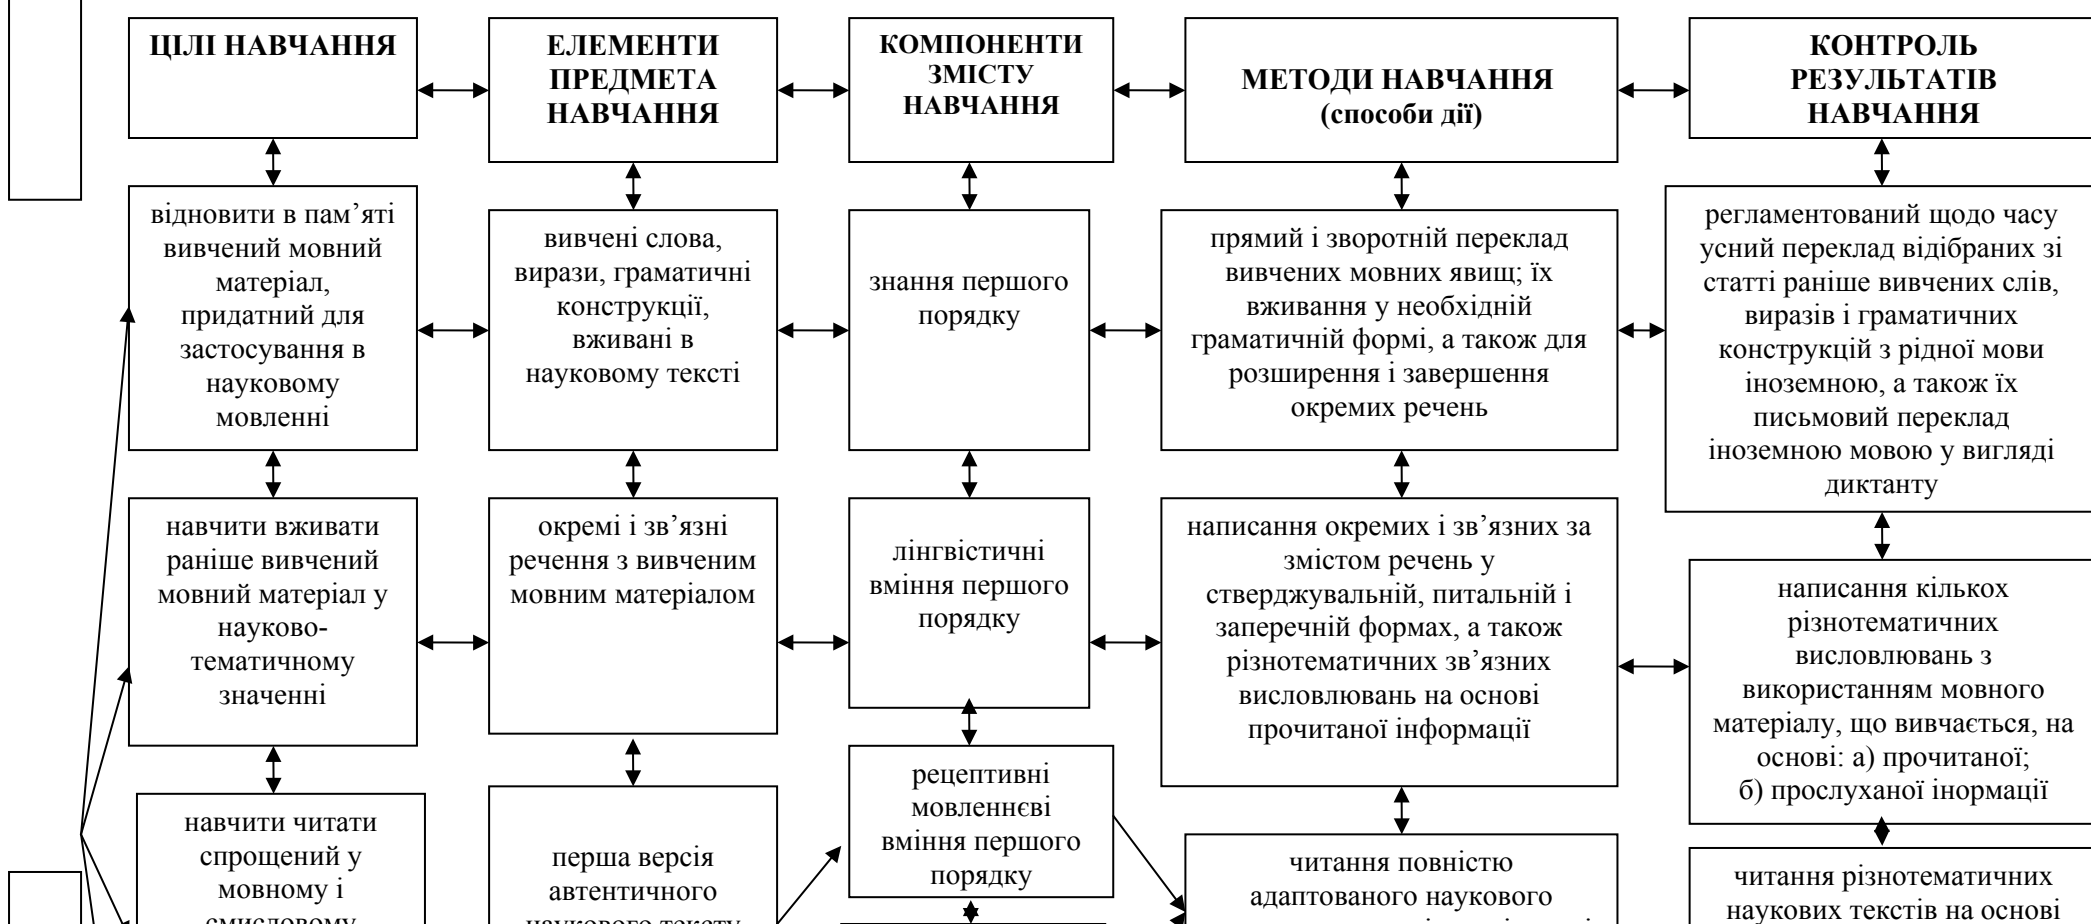 ЦІЛІ НАВЧАННЯ
ЕЛЕМЕНТИ
ПРЕДМЕТА
НАВЧАННЯ
КОМПОНЕНТИ
ЗМІСТУ
НАВЧАННЯ
МЕТОДИ НАВЧАННЯ
(способи дії)
КОНТРОЛЬ
РЕЗУЛЬТАТІВ
НАВЧАННЯ
відновити в пам’яті
вивчений мовний
матеріал,
придатний для
застосування в
науковому
мовленні
вивчені слова,
вирази, граматичні
конструкції,
вживані в
науковому тексті
знання першого
порядку
прямий і зворотній переклад
вивчених мовних явищ; їх
вживання у необхідній
граматичній формі, а також для
розширення і завершення
окремих речень
регламентований щодо часу
усний переклад відібраних зі
статті раніше вивчених слів,
виразів і граматичних
конструкцій з рідної мови
іноземною, а також їх
письмовий переклад
іноземною мовою у вигляді
диктанту
навчити вживати
раніше вивчений
мовний матеріал у
науково-
тематичному
значенні
окремі і зв’язні
речення з вивченим
мовним матеріалом
лінгвістичні
вміння першого
порядку
написання окремих і зв’язних за
змістом речень у
стверджувальній, питальній і
заперечній формах, а також
різнотематичних зв’язних
висловлювань на основі
прочитаної інформації
написання кількох
різнотематичних
висловлювань з
використанням мовного
матеріалу, що вивчається, на
основі: а) прочитаної;
б) прослуханої інормації
навчити читати
спрощений у
мовному і
смисловому
перша версія
автентичного
наукового тексту
рецептивні
мовленнєві
вміння першого
порядку
читання повністю
адаптованого наукового
читання різнотематичних
наукових текстів на основі